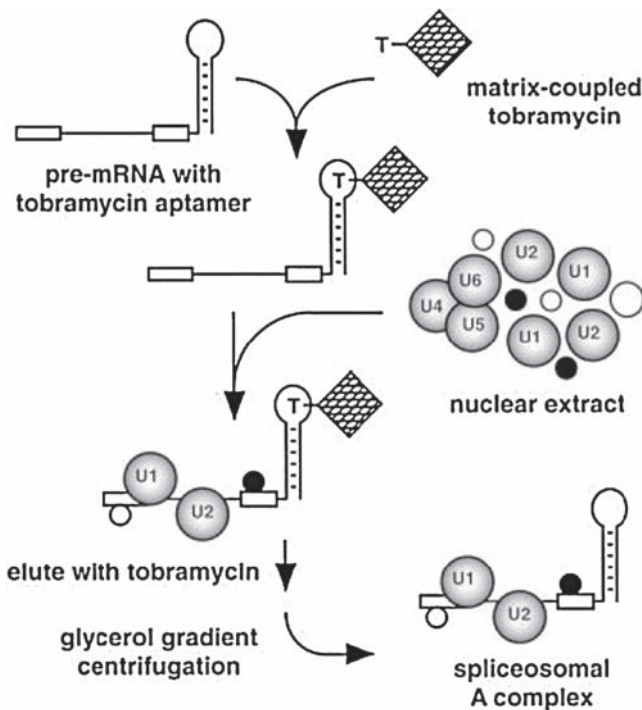 T
matrix-coupled
tobramycin
pre-mRNA with
tobramycin aptamer
T
U2
U6
U1
U4
U5
U1
U2
nuclear extract
T
U1
U2
elute with tobramycin
glycerol gradient
centrifugation
U1
U2
spliceosomal
A complex